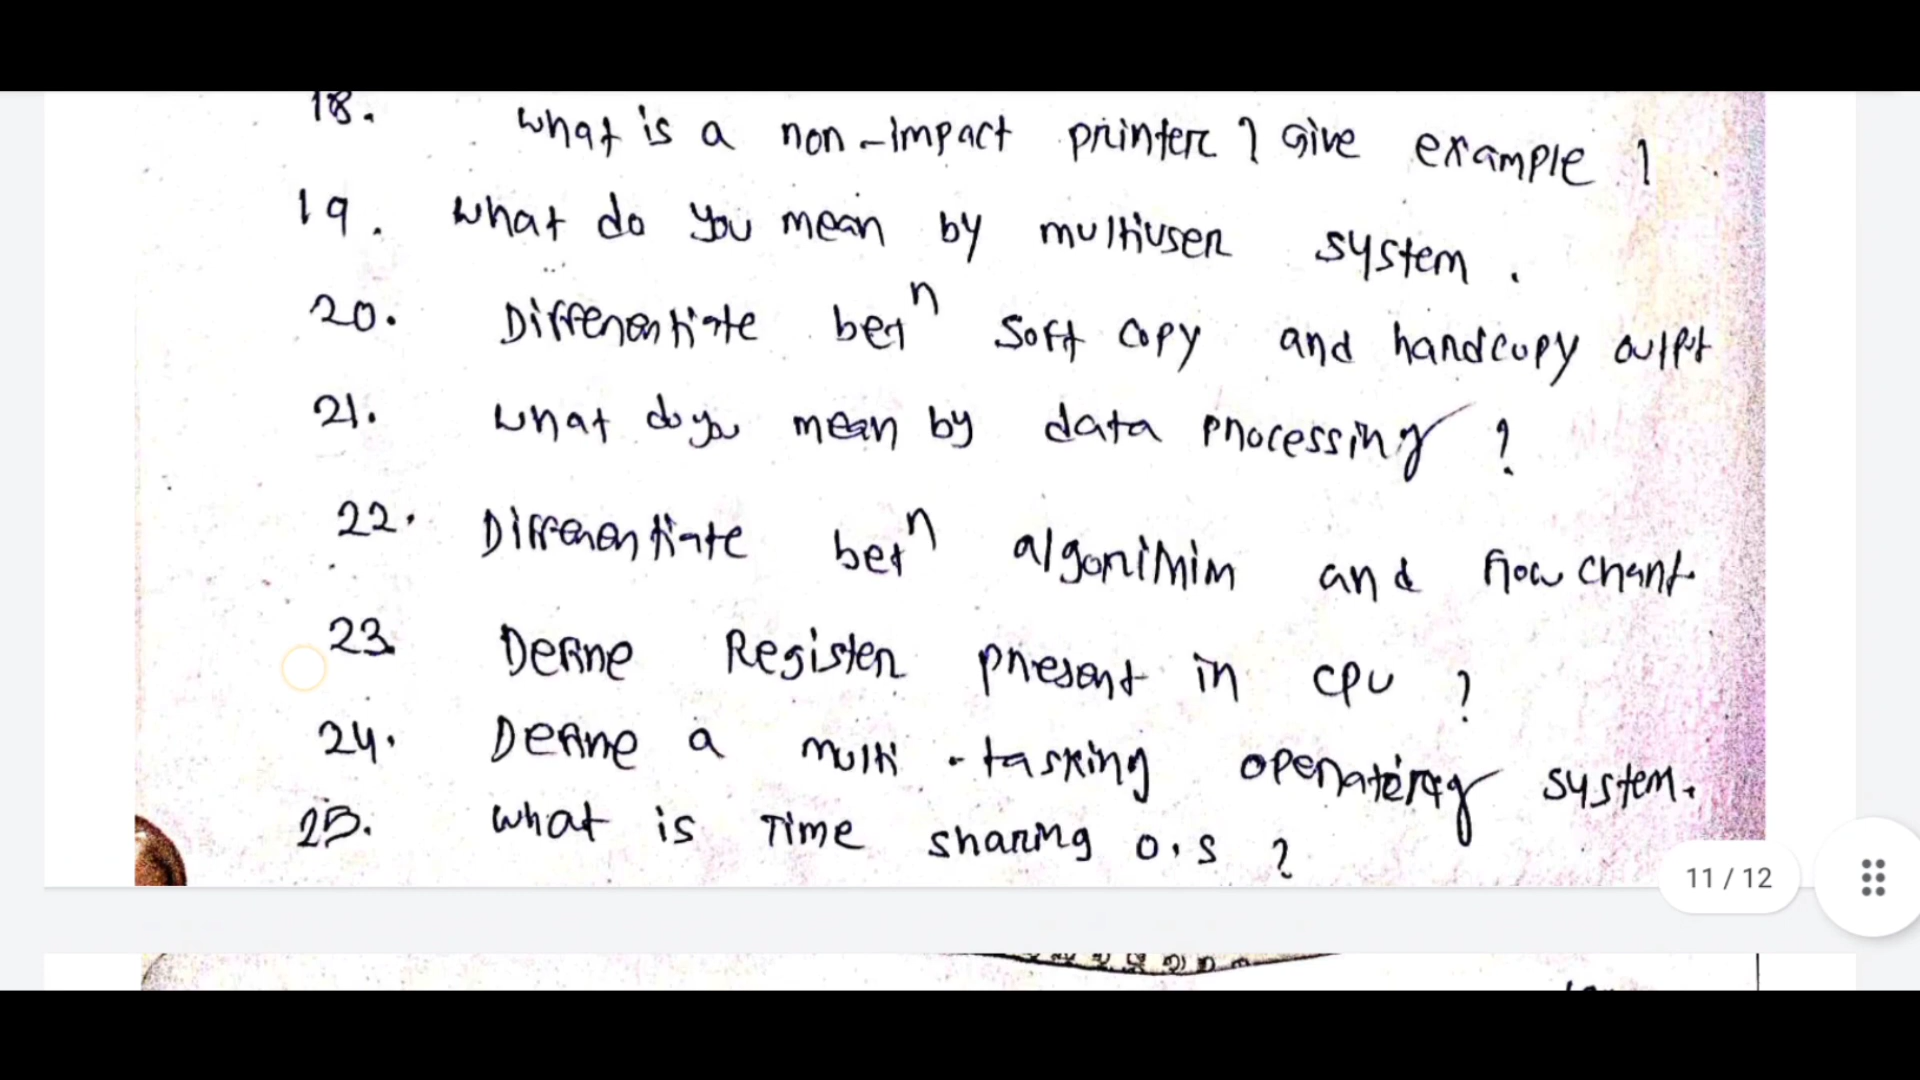 18. What is a non-impact printer ? Give example ?
19. What do you mean by multiuser system.
20. Differentiate betn soft copy and hardcopy outpt
21. What do you mean by data processing ?
22. Differentiate betn algorithim and flow chart.
23. Define Register present in cpu ?
24. Define a multi-tasking operating system.
25. What is Time sharing O.S ?
11 / 12